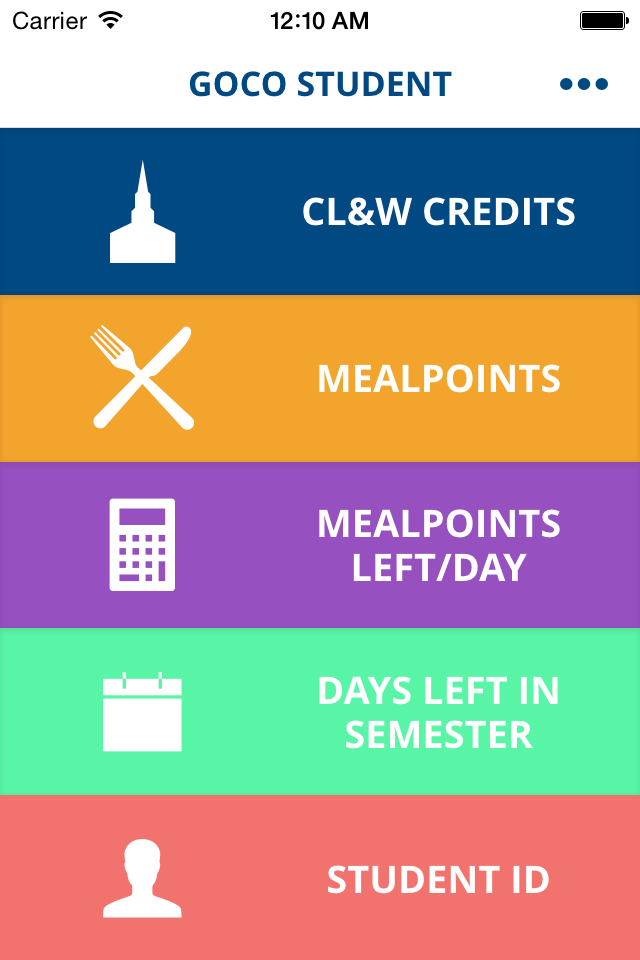 Carrier 12:10 AM
GOCO STUDENT
CL&W CREDITS
MEALPOINTS
MEALPOINTS
LEFT/DAY
DAYS LEFT IN
SEMESTER
STUDENT ID